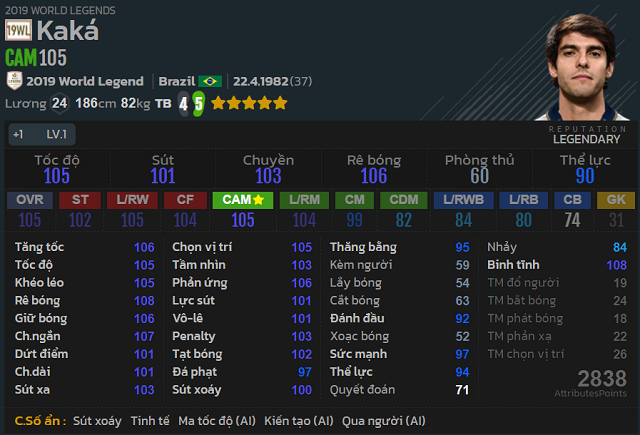 2019 WORLD LEGENDS
19WL Kaká
CAM 105
2019 World Legend Brazil 22.4.1982(37)
Lương 24 186cm 82kg TB 4 5
REPUTATION
LEGENDARY
+1 LV.1
Tốc độ Sút Chuyền Rê bóng Phòng thủ Thể lực
105 101 103 106 60 90
OVR ST L/RW CF CAM L/RM CM CDM L/RWB L/RB CB GK
105 102 105 104 105 104 99 82 84 80 74 31
Tăng tốc 106 Chọn vị trí 105 Thăng bằng 95 Nhảy 84
Tốc độ 105 Tầm nhìn 103 Kèm người 59 Bình tĩnh 108
Khéo léo 105 Phản ứng 106 Lấy bóng 54 TM đổ người 19
Rê bóng 108 Lực sút 101 Cắt bóng 63 TM bắt bóng 24
Giữ bóng 106 Vô-lê 101 Đánh đầu 92 TM phát bóng 18
Ch.ngắn 107 Penalty 103 Xoạc bóng 52 TM phản xạ 22
Dứt điểm 101 Tạt bóng 102 Sức mạnh 97 TM chọn vị trí 26
Ch.dài 101 Đá phạt 97 Thể lực 94
Sút xa 103 Sút xoáy 100 Quyết đoán 71
2838
AttributesPoints
C.Số ẩn : Sút xoáy Tinh tế Ma tốc độ (AI) Kiến tạo (AI) Qua người (AI)